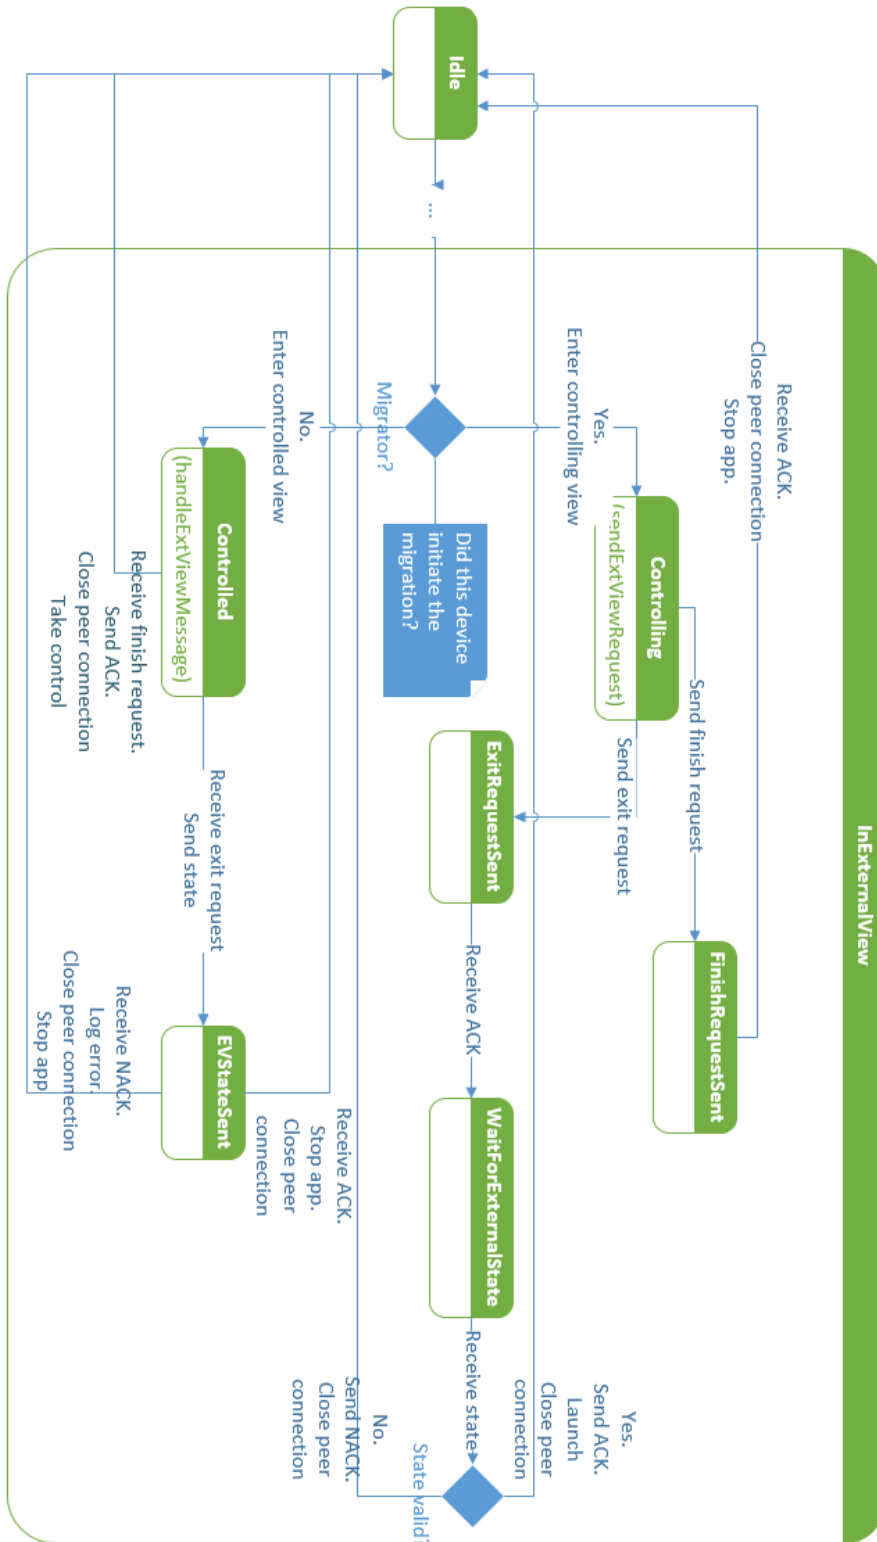 InExternalView
Idle
...
Receive ACK.
Close peer connection
Stop app.
Yes.
Enter controlling view
Migrator?
No.
Enter controlled view
Did this device
initiate the
migration?
Controlling
(sendExtViewRequest)
Send finish request
FinishRequestSent
Send exit request
ExitRequestSent
Receive ACK
WaitForExternalState
Receive state
State valid?
Yes.
Send ACK.
Launch
Close peer
connection
No.
Send NACK.
Close peer
connection
Controlled
(handleExtViewMessage)
Receive finish request.
Send ACK.
Close peer connection
Take control
Receive exit request
Send state
EVStateSent
Receive ACK.
Stop app.
Close peer
connection
Receive NACK.
Log error.
Close peer connection
Stop app